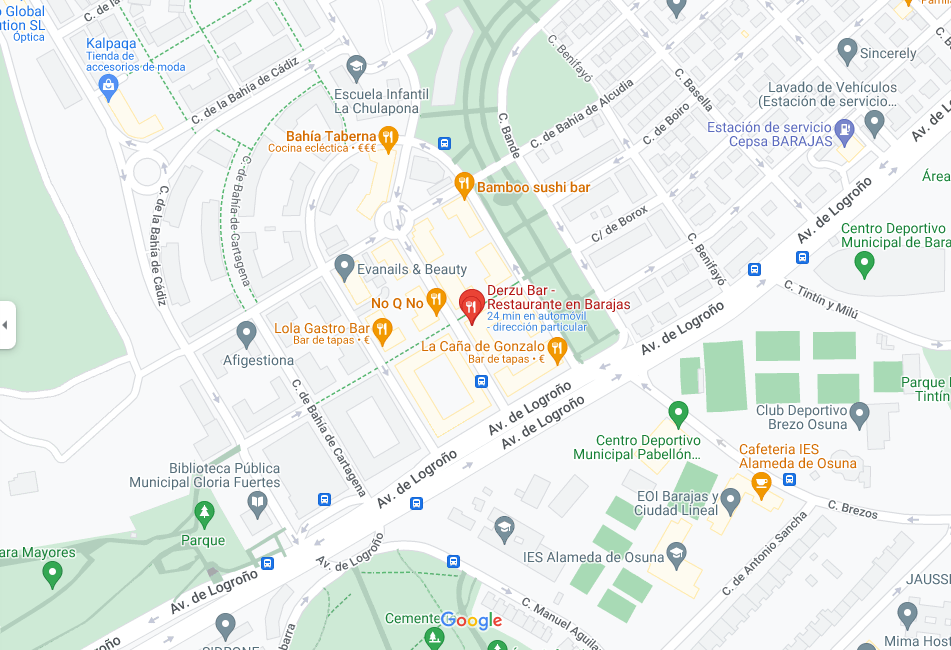 Global
ution SL
Óptica
Kalpaqa
Tienda de
accesorios de moda
C. de la Bahía de Cádiz
Escuela Infantil
La Chulapona
C. Benifayó
Sincerely
C. Basella
Lavado de Vehículos
(Estación de servicio...
Estación de servicio
Cepsa BARAJAS
Av. de Logroño
C. de Bahía de Alcudia
C. de Boiro
C. Bande
Bahía Taberna
Cocina ecléctica • €€€
Bamboo sushi bar
C. de Bahía de Cartagena
C. de la Bahía de Cádiz
C/ de Borox
Área
Centro Deportivo
Municipal de Bara
C. Benifayó
Evanails & Beauty
C. Tintín y Milú
No Q No
Derzu Bar -
Restaurante en Barajas
24 min en automóvil
- dirección particular
Lola Gastro Bar
Bar de tapas • €
Av. de Logroño
La Caña de Gonzalo
Bar de tapas • €
Afigestiona
Parque
Tintín
C. de Bahía de Cartagena
Av. de Logroño
Av. de Logroño
Club Deportivo
Brezo Osuna
Centro Deportivo
Municipal Pabellón...
Cafeteria IES
Alameda de Osuna
Av. de Logroño
Biblioteca Pública
Municipal Gloria Fuertes
EOI Barajas y
Ciudad Lineal
C. Brezos
Parque
IES Alameda de Osuna
C. de Antonio Sancha
ara Mayores
Av. de Logroño
Av. de Logroño
JAUSS
C. Manuel Aguila
Cemente
Google
Mima Host